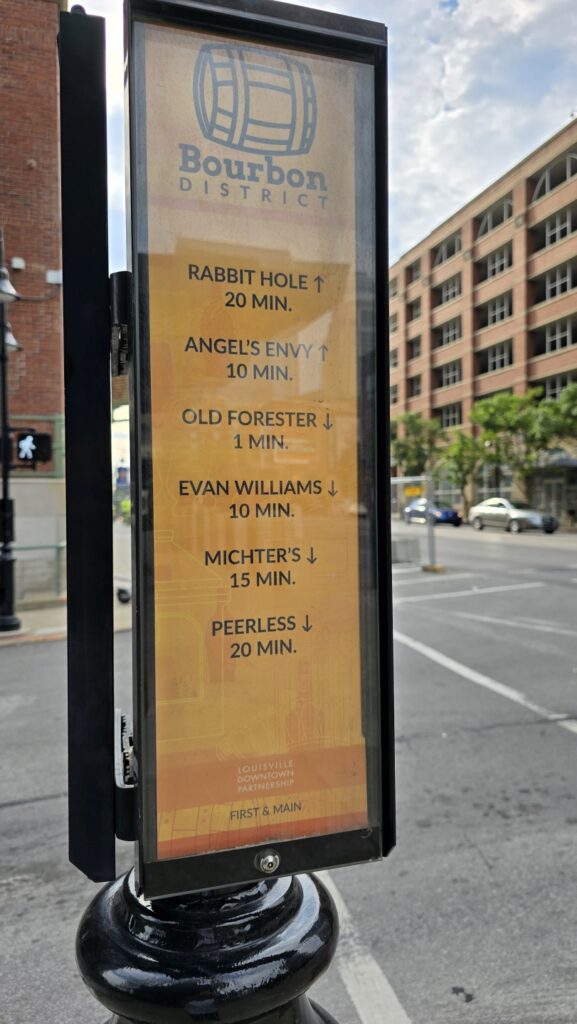 Bourbon
DISTRICT
RABBIT HOLE ↑
20 MIN.
ANGEL'S ENVY ↑
10 MIN.
OLD FORESTER ↓
1 MIN.
EVAN WILLIAMS ↓
10 MIN.
MICHTER'S ↓
15 MIN.
PEERLESS ↓
20 MIN.
LOUISVILLE
DOWNTOWN
PARTNERSHIP
FIRST & MAIN